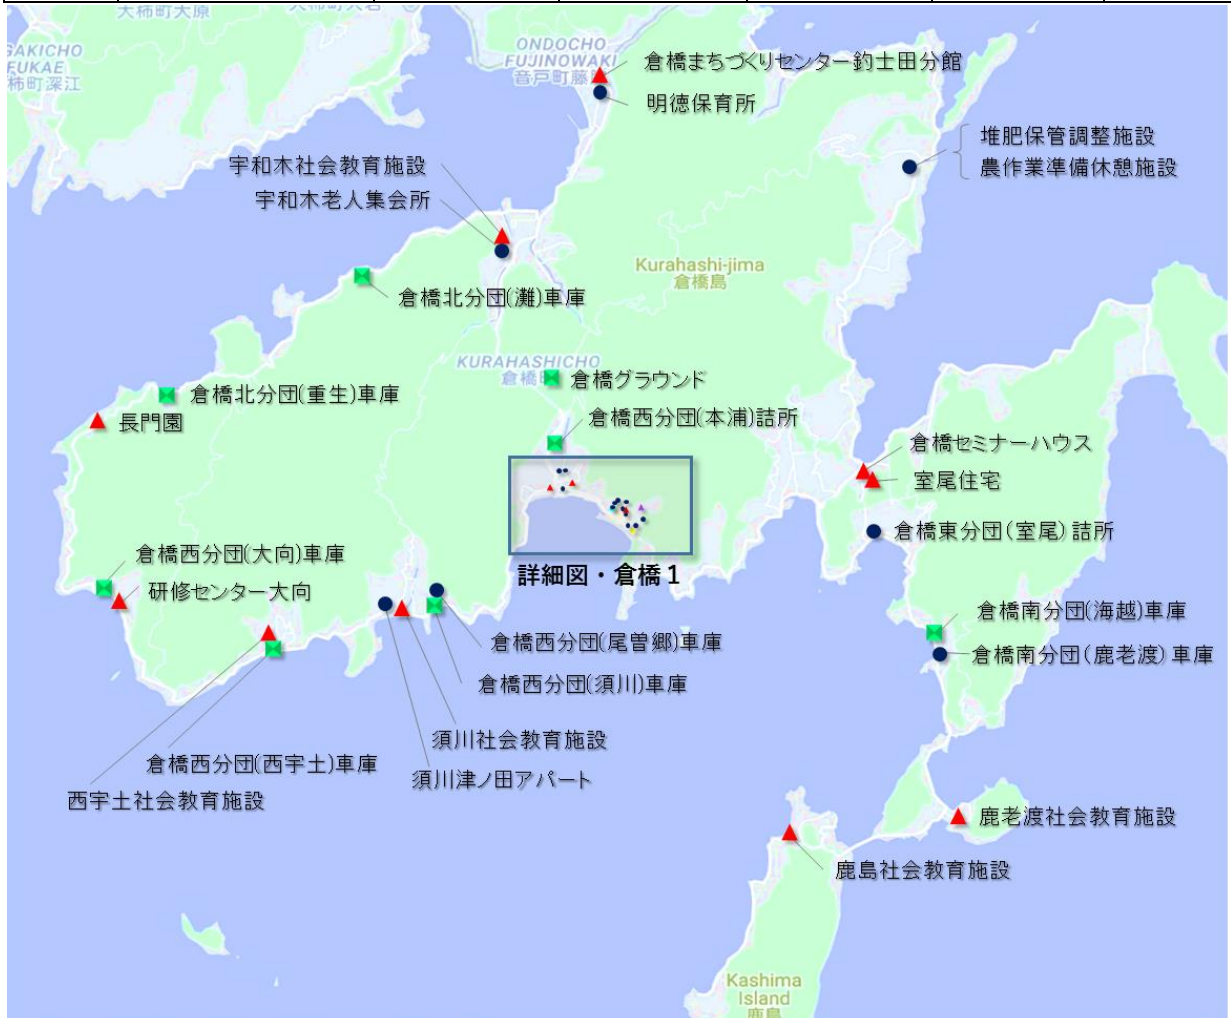 大柿町大原
GAKICHO
FUKAE
柿町深江
ONDOCHO
FUJINOWAKI
音戸町藤
倉橋まちづくりセンター釣士田分館
明徳保育所
堆肥保管調整施設
農作業準備休憩施設
宇和木社会教育施設
宇和木老人集会所
Kurahashi-jima
倉橋島
倉橋北分団(灘)車庫
KURAHASHICHO
倉橋町
倉橋グラウンド
倉橋北分団(重生)車庫
長門園
倉橋西分団(本浦)詰所
倉橋セミナーハウス
室尾住宅
倉橋東分団(室尾)詰所
詳細図・倉橋1
倉橋西分団(大向)車庫
研修センター大向
倉橋南分団(海越)車庫
倉橋南分団(鹿老渡)車庫
倉橋西分団(尾曽郷)車庫
倉橋西分団(須川)車庫
須川社会教育施設
倉橋西分団(西宇土)車庫
須川津ノ田アパート
西宇土社会教育施設
鹿老渡社会教育施設
鹿島社会教育施設
Kashima
Island
鹿島